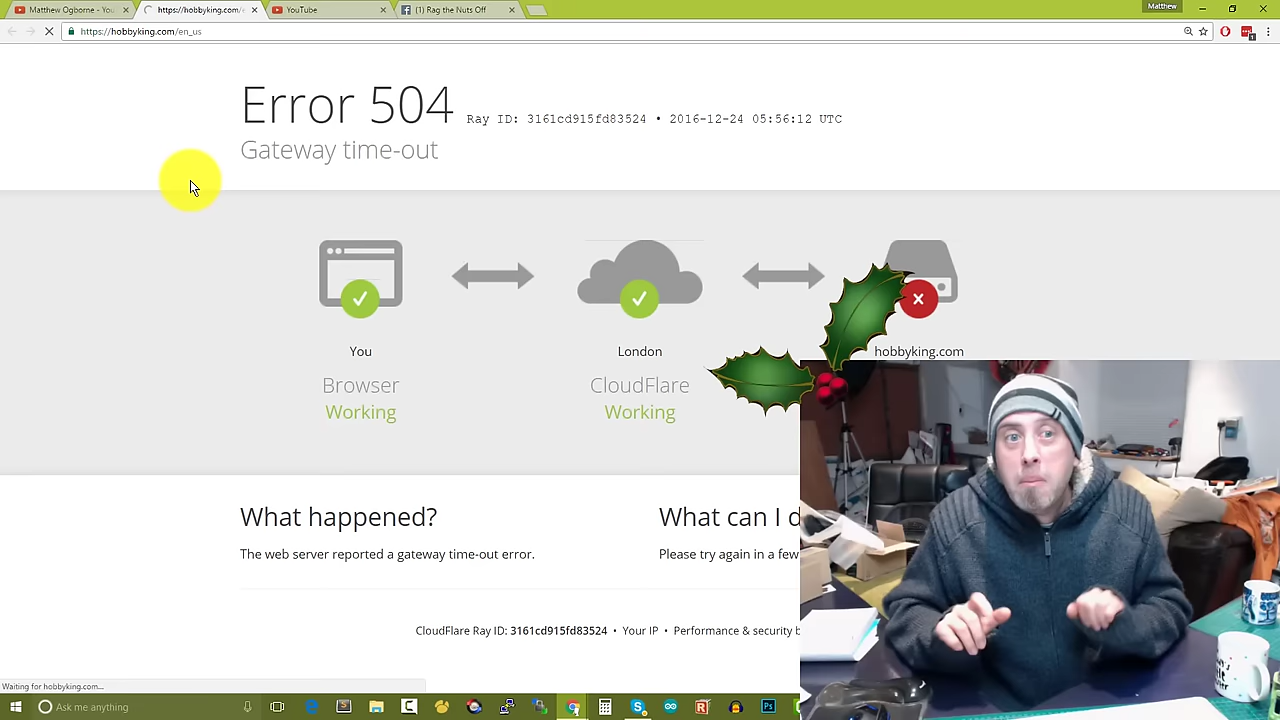 Matthew Ogborne - You
https://hobbyking.com/e
YouTube
(1) Rag the Nuts Off
Matthew
https://hobbyking.com/en_us
Error 504
Ray ID: 3161cd915fd83524 • 2016-12-24 05:56:12 UTC
Gateway time-out
You
London
hobbyking.com
Browser
CloudFlare
Working
Working
What happened?
What can I d
The web server reported a gateway time-out error.
Please try again in a few
CloudFlare Ray ID: 3161cd915fd83524 • Your IP • Performance & security b
Waiting for hobbyking.com...
Ask me anything